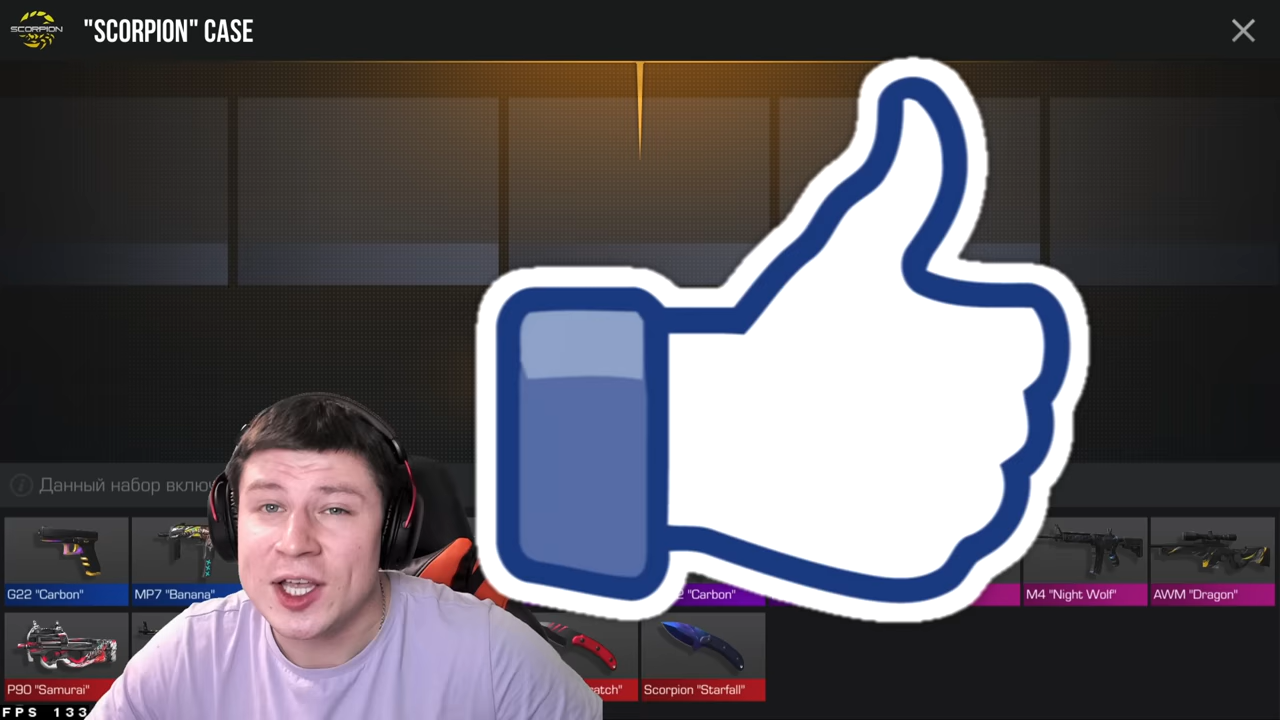 SCORPION
"SCORPION" CASE
Данный набор вклю
G22 "Carbon"
MP7 "Banana"
"Carbon"
M4 "Night Wolf"
AWM "Dragon"
P90 "Samurai"
Scorpion "Starfall"
FPS 133